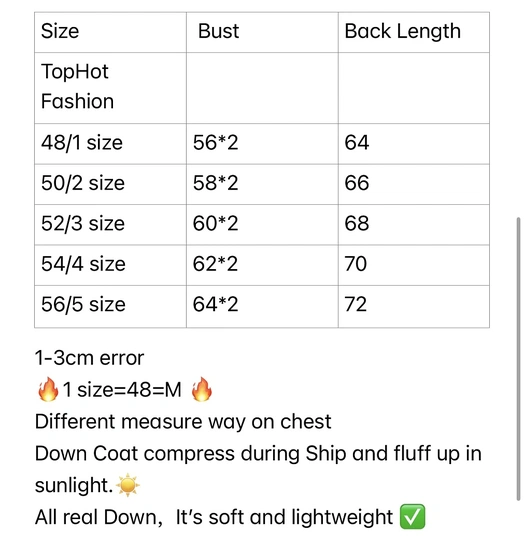 Size Bust Back Length
TopHot
Fashion
48/1 size 56*2 64
50/2 size 58*2 66
52/3 size 60*2 68
54/4 size 62*2 70
56/5 size 64*2 72
1-3cm error
🔥1 size=48=M 🔥
Different measure way on chest
Down Coat compress during Ship and fluff up in
sunlight.☀️
All real Down，It’s soft and lightweight ✅